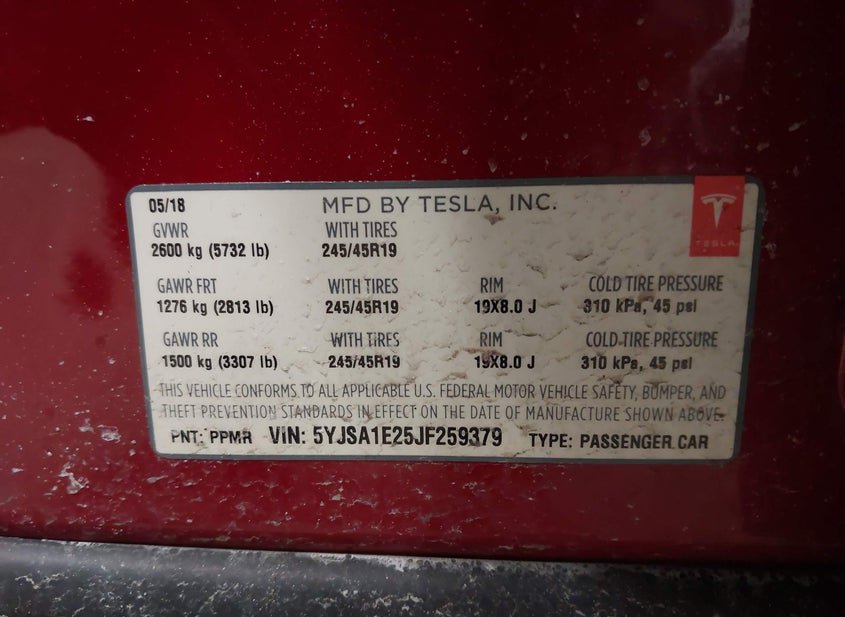 05/18 MFD BY TESLA, INC.
GVWR WITH TIRES
2600 kg (5732 lb) 245/45R19
TESLA
GAWR FRT WITH TIRES RIM COLD TIRE PRESSURE
1276 kg (2813 lb) 245/45R19 19X8.0 J 310 kPa, 45 psi
GAWR RR WITH TIRES RIM COLD TIRE PRESSURE
1500 kg (3307 lb) 245/45R19 19X8.0 J 310 kPa, 45 psi
THIS VEHICLE CONFORMS TO ALL APPLICABLE U.S. FEDERAL MOTOR VEHICLE SAFETY, BUMPER, AND
THEFT PREVENTION STANDARDS IN EFFECT ON THE DATE OF MANUFACTURE SHOWN ABOVE.
PNT: PPMR VIN: 5YJSA1E25JF259379 TYPE: PASSENGER CAR